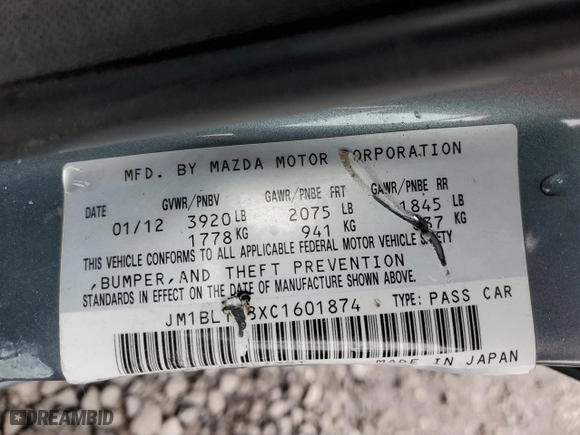 MFD. BY MAZDA MOTOR CORPORATION
DATE GVWR/PNBV GAWR/PNBE FRT GAWR/PNBE RR
01/12 3920 LB 2075 LB 1845 LB
1778 KG 941 KG KG
THIS VEHICLE CONFORMS TO ALL APPLICABLE FEDERAL MOTOR VEHICLE SAFETY
,BUMPER,AND THEFT PREVENTION
STANDARDS IN EFFECT ON THE DATE OF MANUFACTURE SHOWN ABOVE.
TYPE: PASS CAR
MADE IN JAPAN
DREAMBID